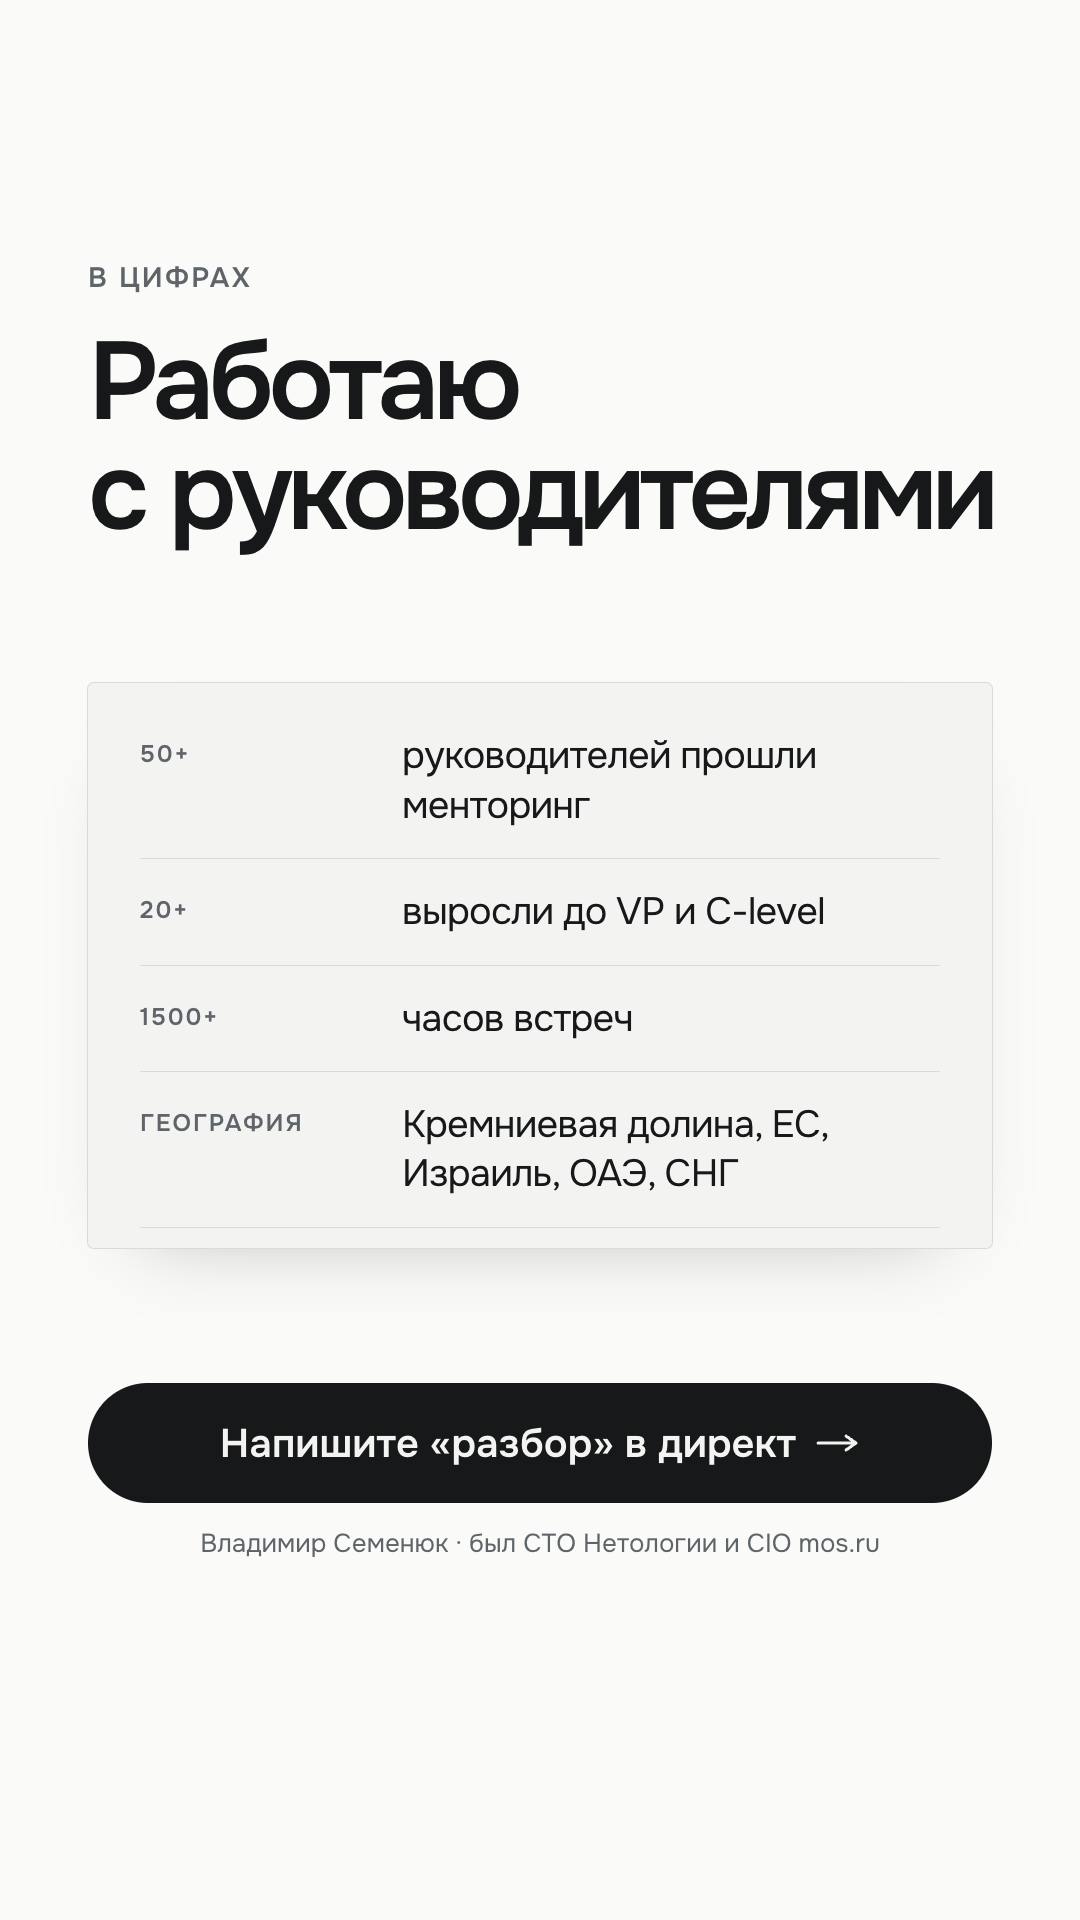 В ЦИФРАХ
Работаю
с руководителями
50+ руководителей прошли
менторинг
20+ выросли до VP и C-level
1500+ часов встреч
ГЕОГРАФИЯ Кремниевая долина, ЕС,
Израиль, ОАЭ, СНГ
Напишите «разбор» в директ →
Владимир Семенюк · был CTO Нетологии и CIO mos.ru